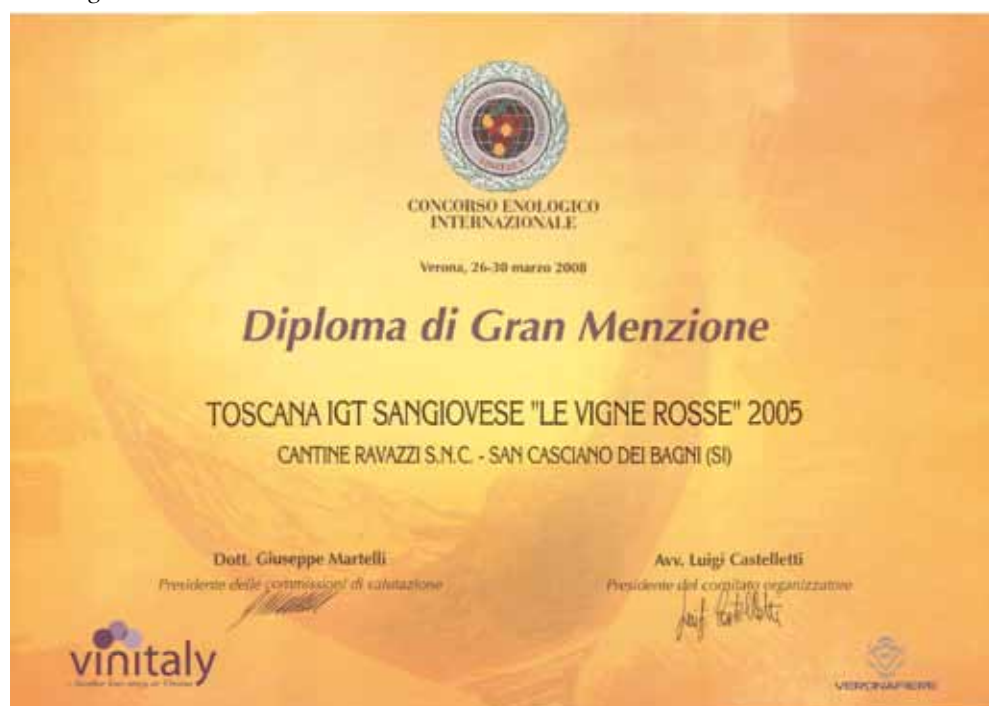 CONCORSO ENOLOGICO
INTERNAZIONALE
Verona, 26-30 marzo 2008
Diploma di Gran Menzione
TOSCANA IGT SANGIOVESE "LE VIGNE ROSSE" 2005
CANTINE RAVAZZI S.N.C. - SAN CASCIANO DEI BAGNI (SI)
Dott. Giuseppe Martelli
Presidente delle commissioni di valutazione
Avv. Luigi Castelletti
Presidente del comitato organizzatore
vinitaly
VERONAFIERE